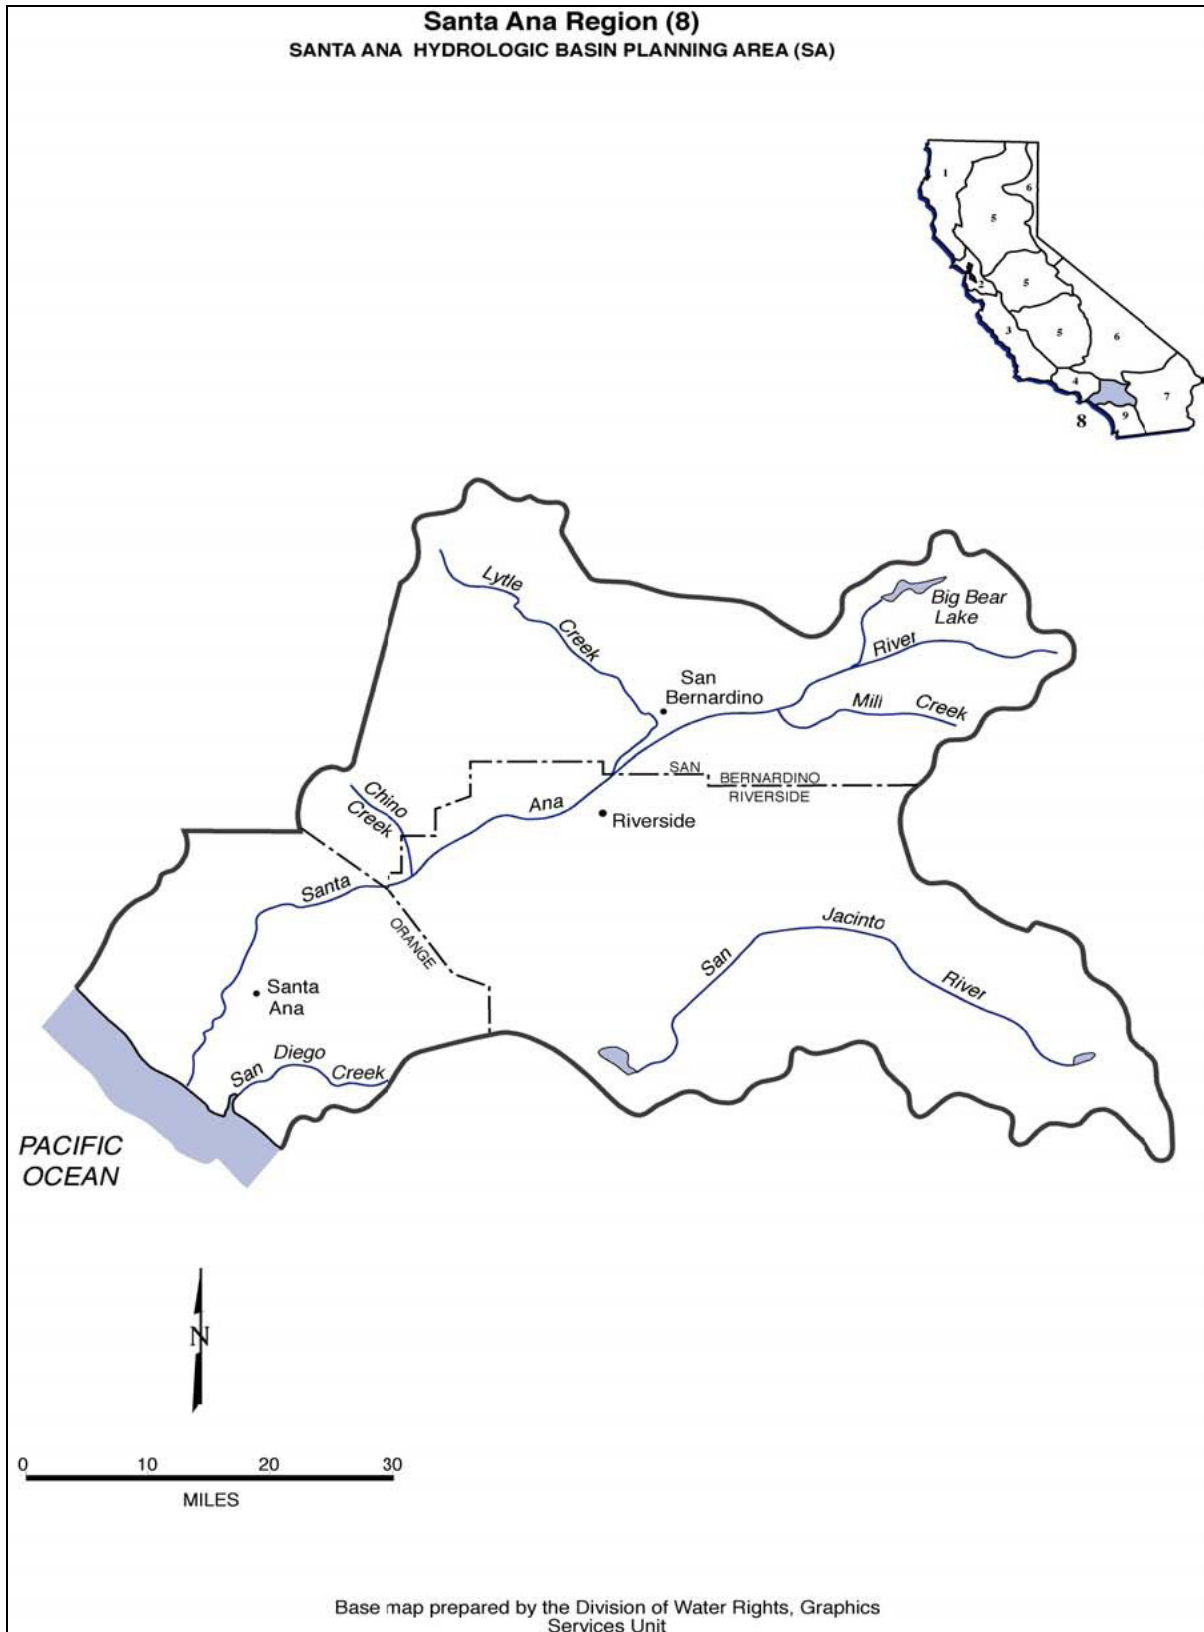 Santa Ana Region (8)
SANTA ANA HYDROLOGIC BASIN PLANNING AREA (SA)
1
6
5
2
5
3
5
6
4
7
9
8
Lytle
Creek
Big Bear
Lake
River
San
Bernardino
Mill Creek
SAN
BERNARDINO
RIVERSIDE
Chino
Creek
Ana
Riverside
Santa
ORANGE
Jacinto
San
River
Santa
Ana
Diego
San
Creek
PACIFIC
OCEAN
N
0 10 20 30
MILES
Base map prepared by the Division of Water Rights, Graphics
Services Unit